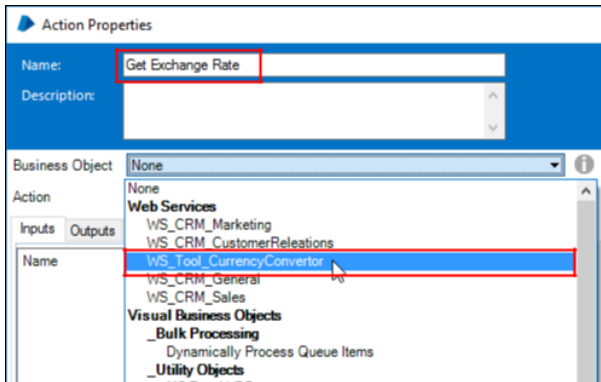 Action Properties
Name: Get Exchange Rate
Description:
Business Object None
Action None
Web Services
Inputs Outputs WS_CRM_Marketing
WS_CRM_CustomerReleations
Name WS_Tool_CurrencyConvertor
WS_CRM_General
WS_CRM_Sales
Visual Business Objects
_Bulk Processing
Dynamically Process Queue Items
_Utility Objects